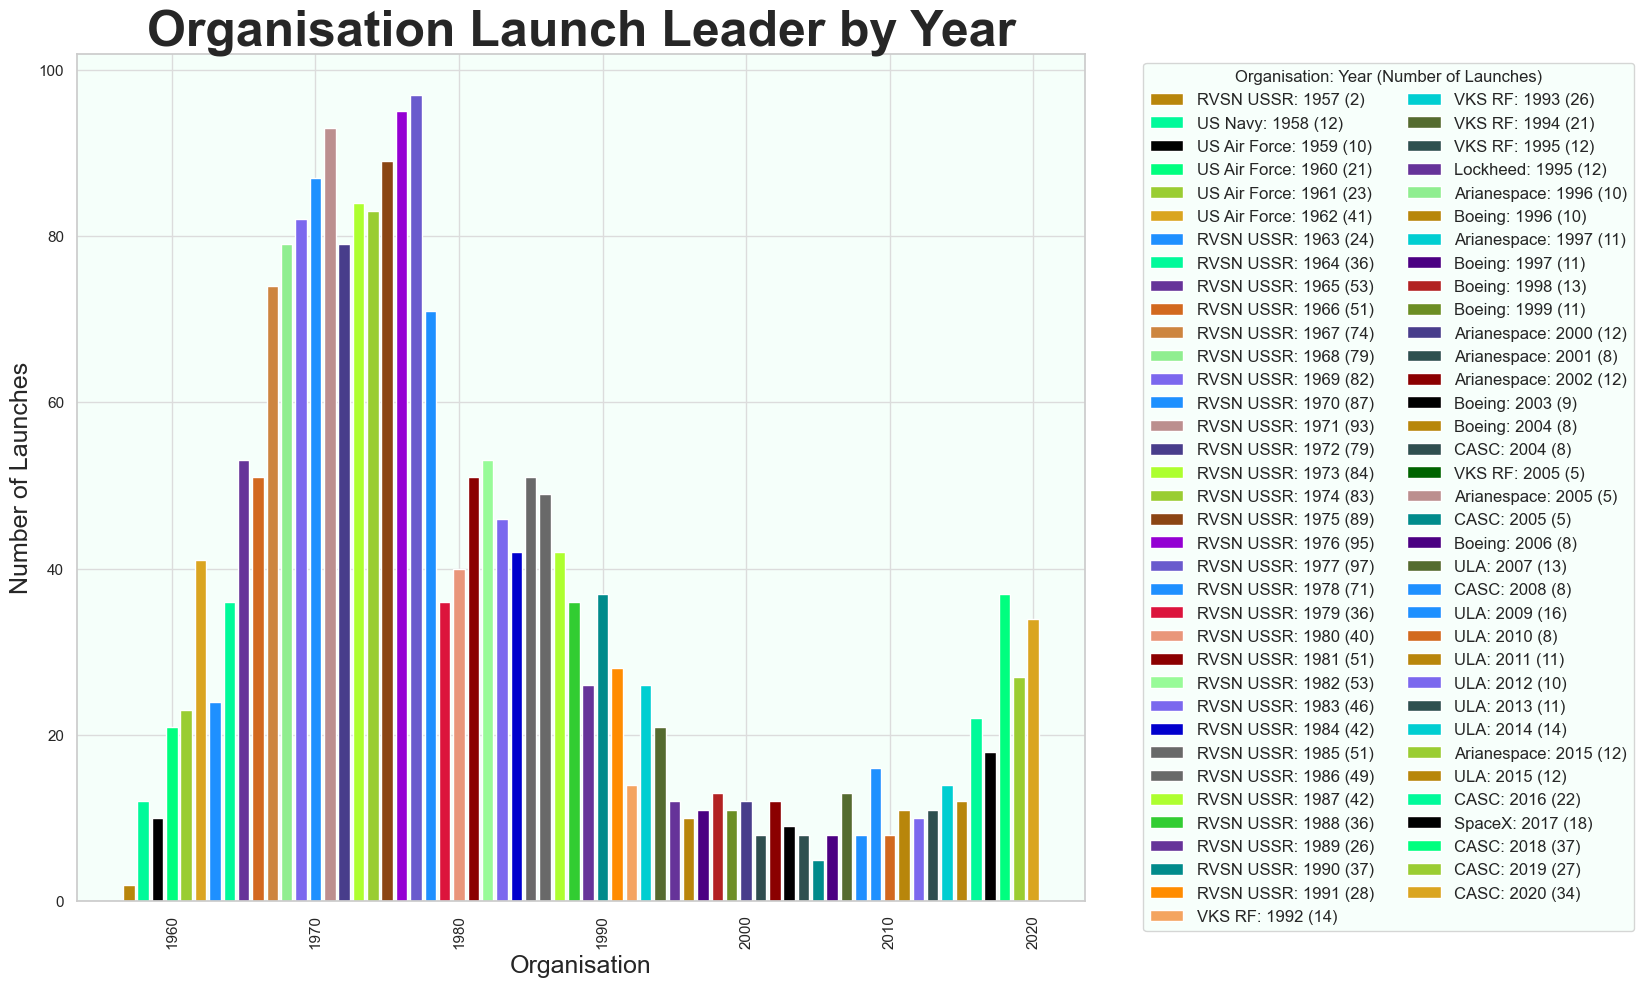 Organisation Launch Leader by Year
Number of Launches
100
80
60
40
20
0
1960
1970
1980
1990
2000
2010
2020
Organisation
Organisation: Year (Number of Launches)
RVSN USSR: 1957 (2)
US Navy: 1958 (12)
US Air Force: 1959 (10)
US Air Force: 1960 (21)
US Air Force: 1961 (23)
US Air Force: 1962 (41)
RVSN USSR: 1963 (24)
RVSN USSR: 1964 (36)
RVSN USSR: 1965 (53)
RVSN USSR: 1966 (51)
RVSN USSR: 1967 (74)
RVSN USSR: 1968 (79)
RVSN USSR: 1969 (82)
RVSN USSR: 1970 (87)
RVSN USSR: 1971 (93)
RVSN USSR: 1972 (79)
RVSN USSR: 1973 (84)
RVSN USSR: 1974 (83)
RVSN USSR: 1975 (89)
RVSN USSR: 1976 (95)
RVSN USSR: 1977 (97)
RVSN USSR: 1978 (71)
RVSN USSR: 1979 (36)
RVSN USSR: 1980 (40)
RVSN USSR: 1981 (51)
RVSN USSR: 1982 (53)
RVSN USSR: 1983 (46)
RVSN USSR: 1984 (42)
RVSN USSR: 1985 (51)
RVSN USSR: 1986 (49)
RVSN USSR: 1987 (42)
RVSN USSR: 1988 (36)
RVSN USSR: 1989 (26)
RVSN USSR: 1990 (37)
RVSN USSR: 1991 (28)
VKS RF: 1992 (14)
VKS RF: 1993 (26)
VKS RF: 1994 (21)
VKS RF: 1995 (12)
Lockheed: 1995 (12)
Arianespace: 1996 (10)
Boeing: 1996 (10)
Arianespace: 1997 (11)
Boeing: 1997 (11)
Boeing: 1998 (13)
Boeing: 1999 (11)
Arianespace: 2000 (12)
Arianespace: 2001 (8)
Arianespace: 2002 (12)
Boeing: 2003 (9)
Boeing: 2004 (8)
CASC: 2004 (8)
VKS RF: 2005 (5)
Arianespace: 2005 (5)
CASC: 2005 (5)
Boeing: 2006 (8)
ULA: 2007 (13)
CASC: 2008 (8)
ULA: 2009 (16)
ULA: 2010 (8)
ULA: 2011 (11)
ULA: 2012 (10)
ULA: 2013 (11)
ULA: 2014 (14)
Arianespace: 2015 (12)
ULA: 2015 (12)
CASC: 2016 (22)
SpaceX: 2017 (18)
CASC: 2018 (37)
CASC: 2019 (27)
CASC: 2020 (34)